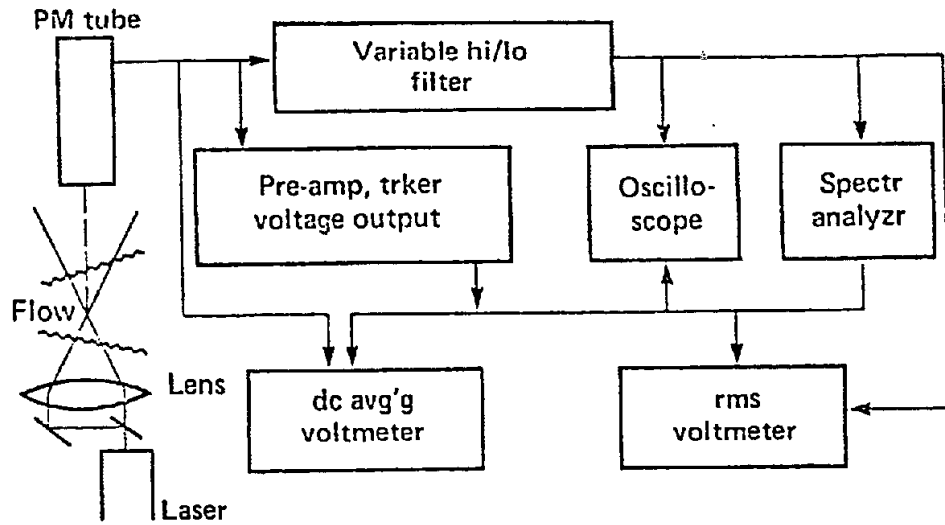 PM tube
Variable hi/lo
filter
Pre-amp, trker
voltage output
Oscillo-
scope
Spectr
analyzr
Flow
Lens
dc avg'g
voltmeter
rms
voltmeter
Laser